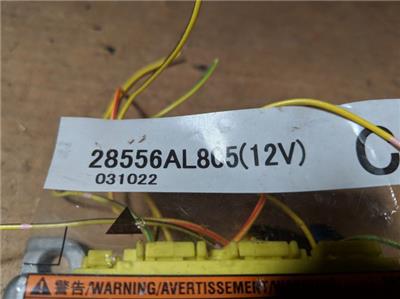 28556AL805(12V)
C
031022
警告/WARNING/AVERTISSEMENT/